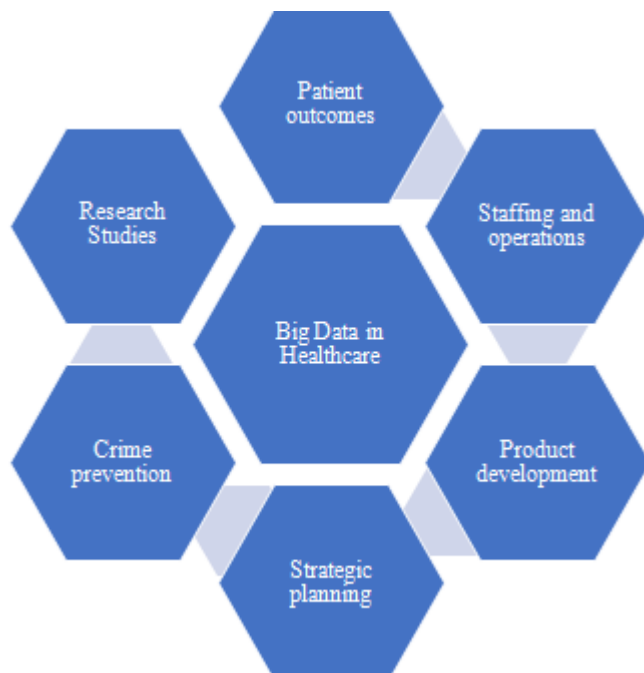 Patient
outcomes
Staffing and
operations
Research
Studies
Big Data in
Healthcare
Crime
prevention
Product
development
Strategic
planning